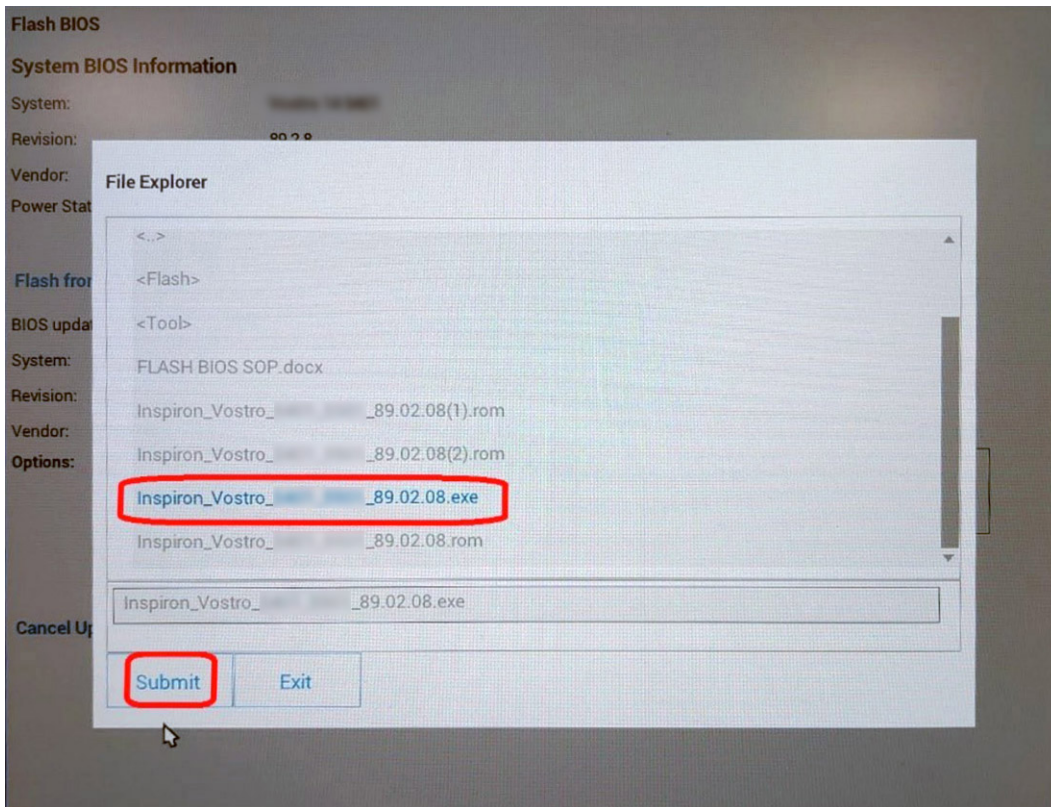 Flash BIOS
System BIOS Information
System:
Revision: 89.2.8
Vendor:
Power Stat
File Explorer
<..>
Flash fror
<Flash>
BIOS updat
<Tool>
System:
FLASH BIOS SOP.docx
Revision:
Inspiron_Vostro_ _89.02.08(1).rom
Vendor:
Inspiron_Vostro_ _89.02.08(2).rom
Options:
Inspiron_Vostro_ _89.02.08.exe
Inspiron_Vostro_ _89.02.08.rom
Inspiron_Vostro_ _89.02.08.exe
Cancel Up
Submit Exit